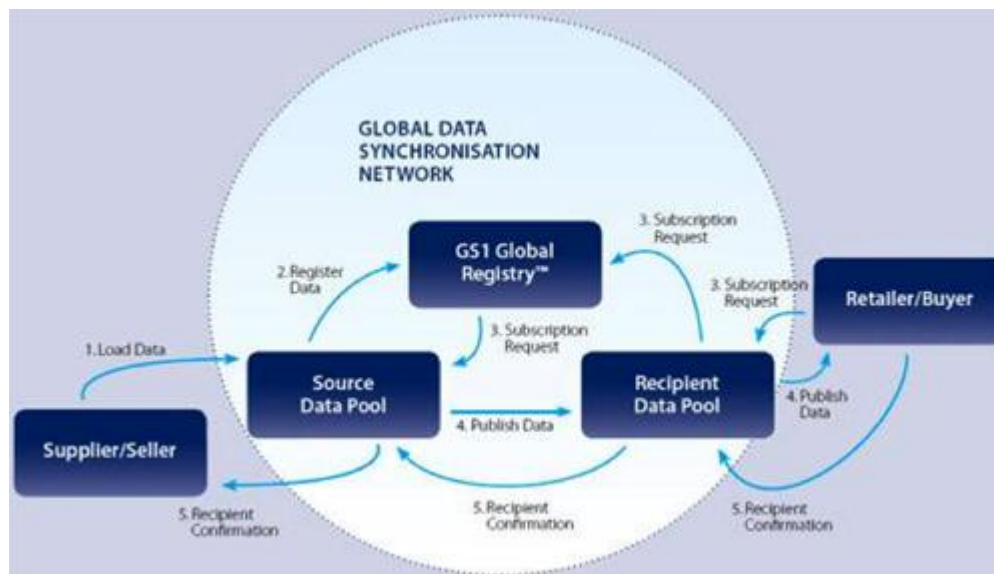 GLOBAL DATA
SYNCHRONISATION
NETWORK
GS1 Global
Registry™
3. Subscription
Request
2. Register
Data
3. Subscription
Request
Retailer/Buyer
3. Subscription
Request
1. Load Data
Source
Data Pool
Recipient
Data Pool
4. Publish Data
4. Publish
Data
Supplier/Seller
5. Recipient
Confirmation
5. Recipient
Confirmation
5. Recipient
Confirmation